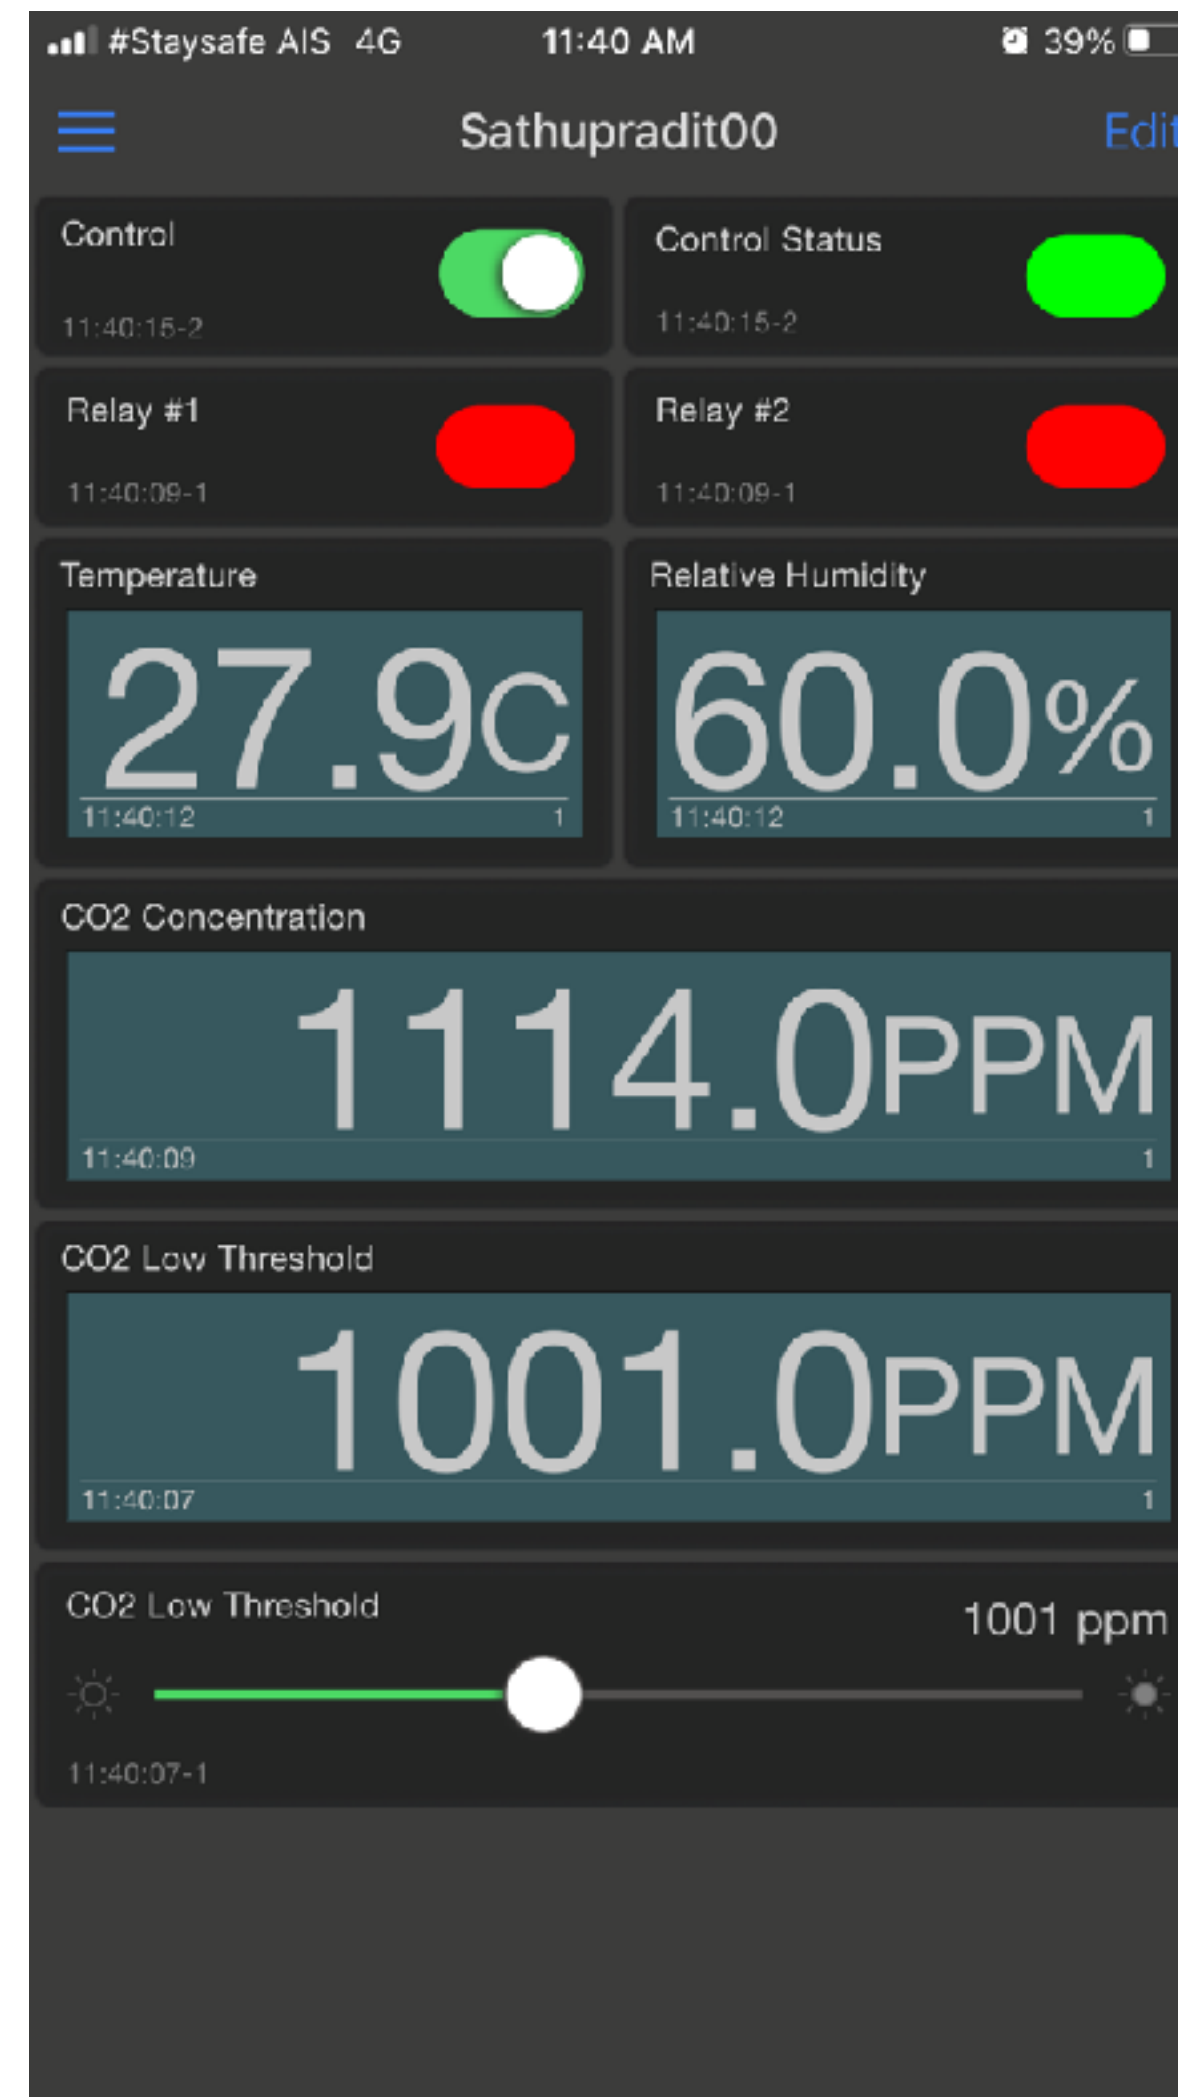 #Staysafe AIS 4G 11:40 AM 39%
Sathupradit00 Edit
Control Control Status
11:40:15-2 11:40:15-2
Relay #1 Relay #2
11:40:09-1 11:40:09-1
Temperature Relative Humidity
27.9C 60.0%
11:40:12 1 11:40:12 1
CO2 Concentration
1114.0PPM
11:40:09 1
CO2 Low Threshold
1001.0PPM
11:40:07 1
CO2 Low Threshold 1001 ppm
11:40:07-1